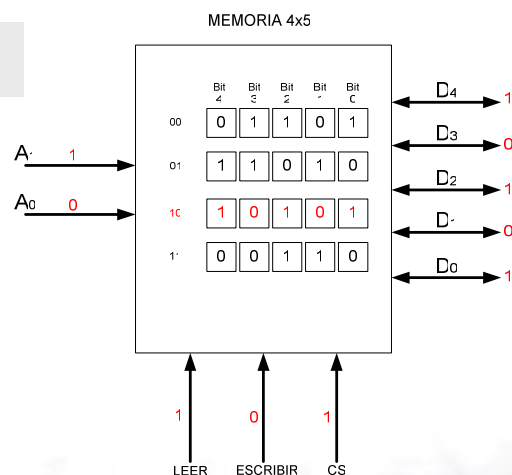 MEMORIA 4x5
Bit 4 Bit 3 Bit 2 Bit 1 Bit 0
D4 1
00 0 1 1 0 1
D3 0
A1 1
01 1 1 0 1 0
D2 1
A0 0
10 1 0 1 0 1
D1 0
11 0 0 1 1 0
D0 1
1 0 1
LEER ESCRIBIR CS